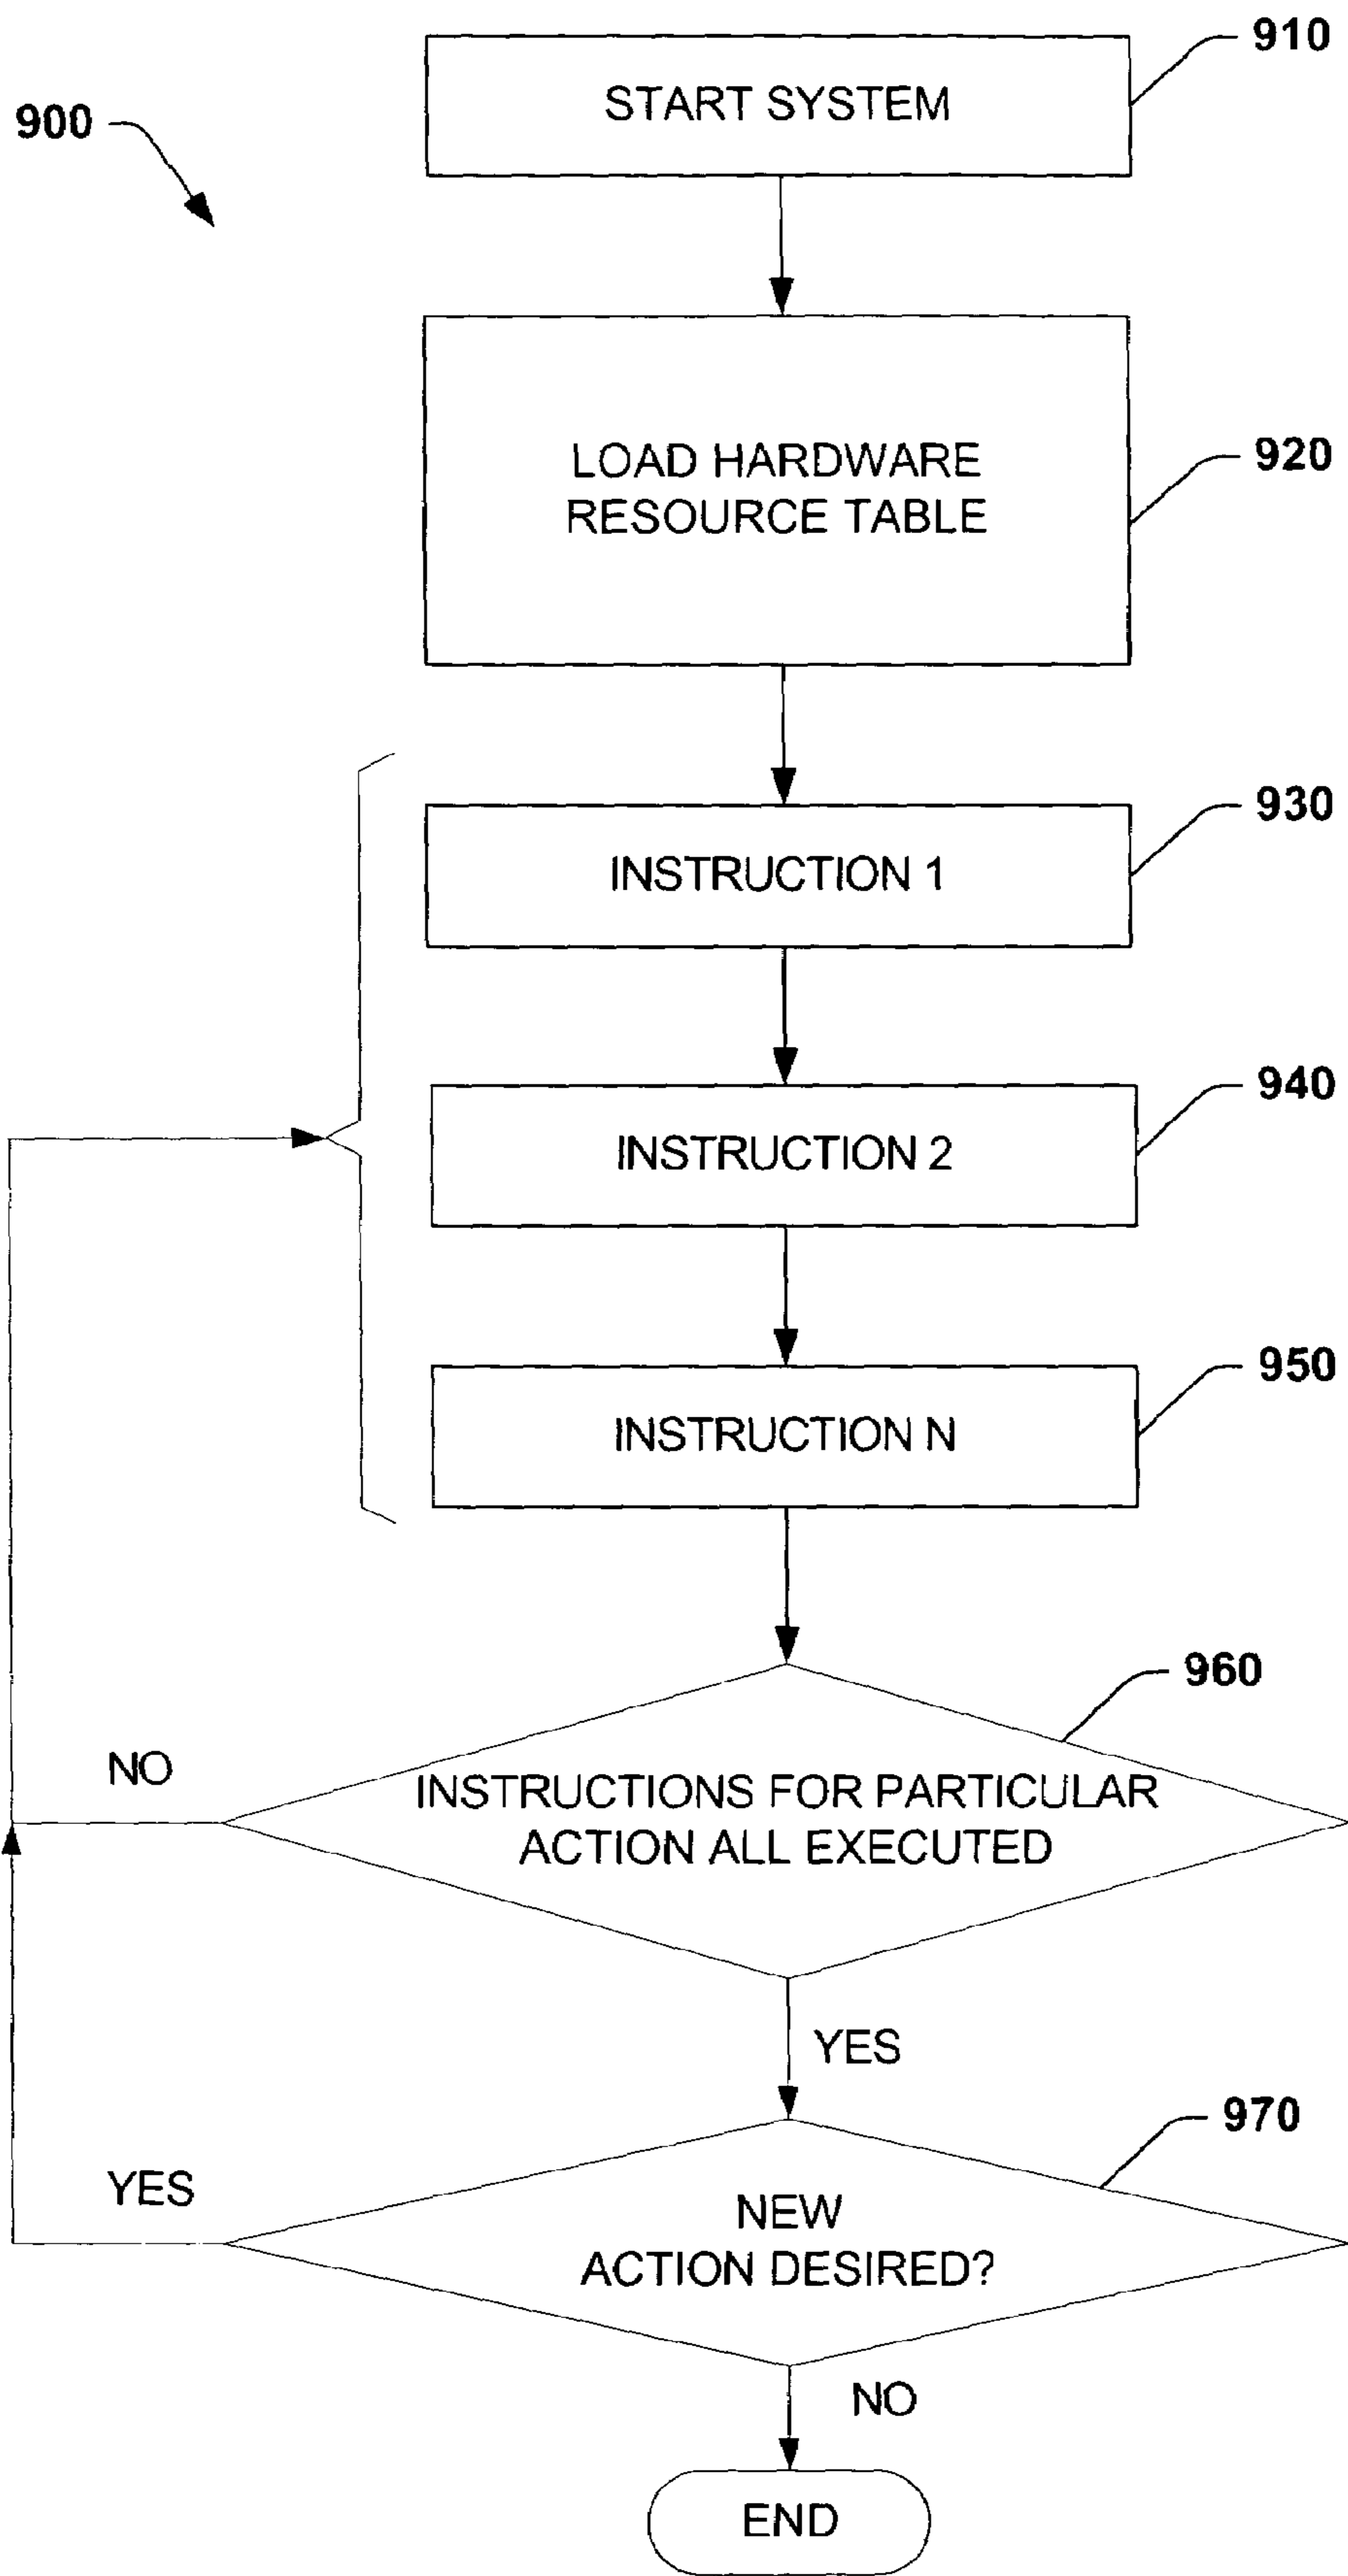 910
START SYSTEM
900
LOAD HARDWARE
RESOURCE TABLE
920
930
INSTRUCTION 1
940
INSTRUCTION 2
950
INSTRUCTION N
960
NO
INSTRUCTIONS FOR PARTICULAR
ACTION ALL EXECUTED
YES
970
YES
NEW
ACTION DESIRED?
NO
END